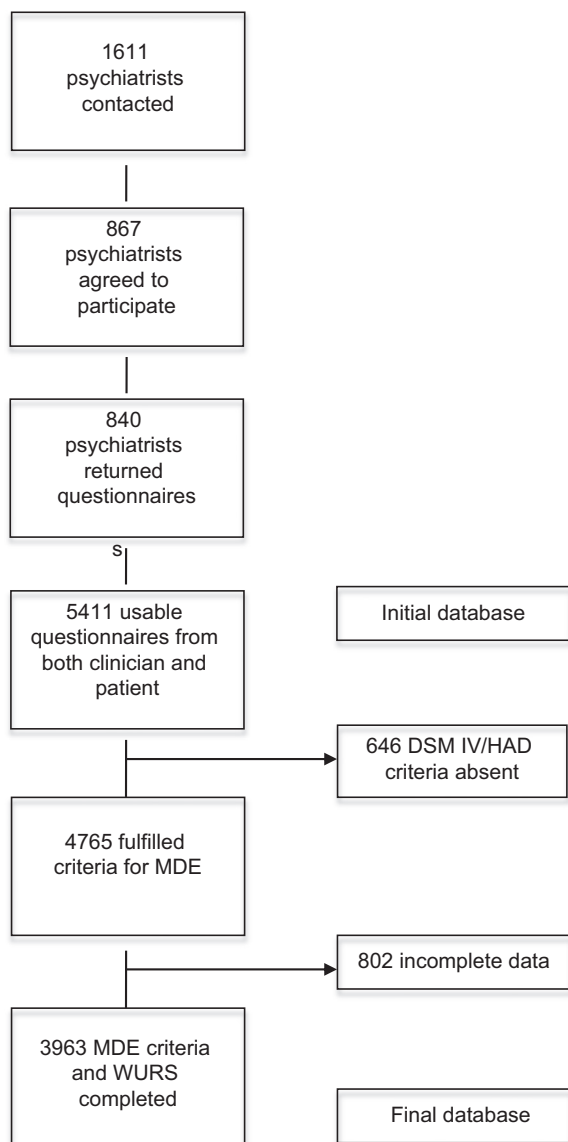 1611
psychiatrists
contacted
867
psychiatrists
agreed to
participate
840
psychiatrists
returned
questionnaires
s
5411 usable
questionnaires from
both clinician and
patient
Initial database
646 DSM IV/HAD
criteria absent
4765 fulfilled
criteria for MDE
802 incomplete data
3963 MDE criteria
and WURS
completed
Final database